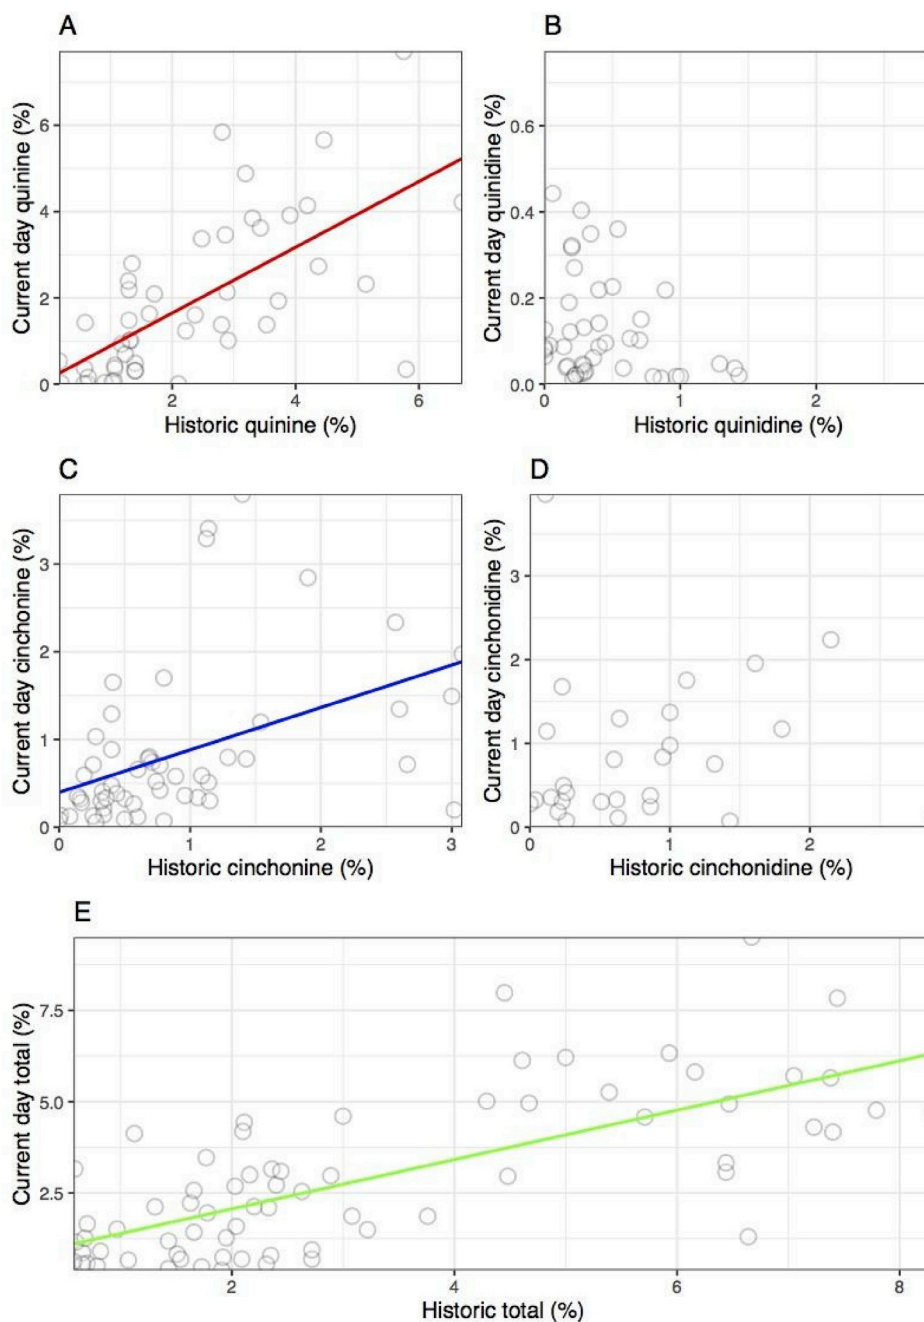 A
B
Current day quinine (%)
6
4
2
0
2
4
6
Historic quinine (%)
Current day quinidine (%)
0.6
0.4
0.2
0.0
0
1
2
Historic quinidine (%)
C
D
Current day cinchonine (%)
3
2
1
0
0
1
2
3
Historic cinchonine (%)
Current day cinchonidine (%)
3
2
1
0
0
1
2
Historic cinchonidine (%)
E
Current day total (%)
7.5
5.0
2.5
2
4
6
8
Historic total (%)